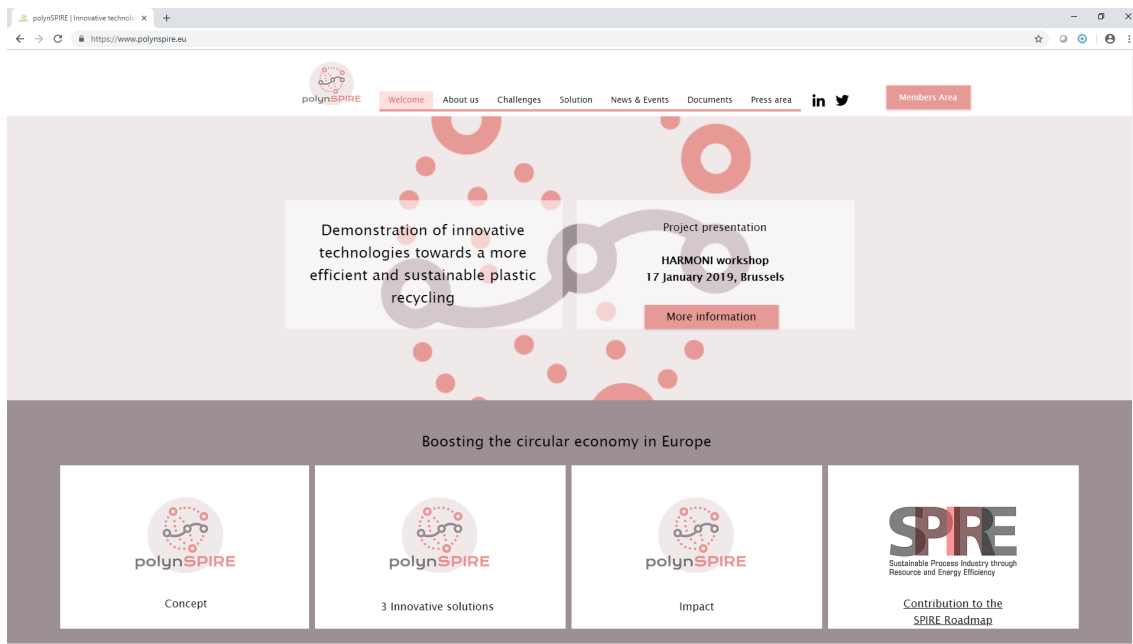 polynSPIRE | Innovative technolo
https://www.polynspire.eu
polynSPIRE
Welcome About us Challenges Solution News & Events Documents Press area in Members Area
Demonstration of innovative
technologies towards a more
efficient and sustainable plastic
recycling
Project presentation
HARMONI workshop
17 January 2019, Brussels
More information
Boosting the circular economy in Europe
polynSPIRE
Concept
polynSPIRE
3 Innovative solutions
polynSPIRE
Impact
SPIRE
Sustainable Process Industry through
Resource and Energy Efficiency
Contribution to the
SPIRE Roadmap